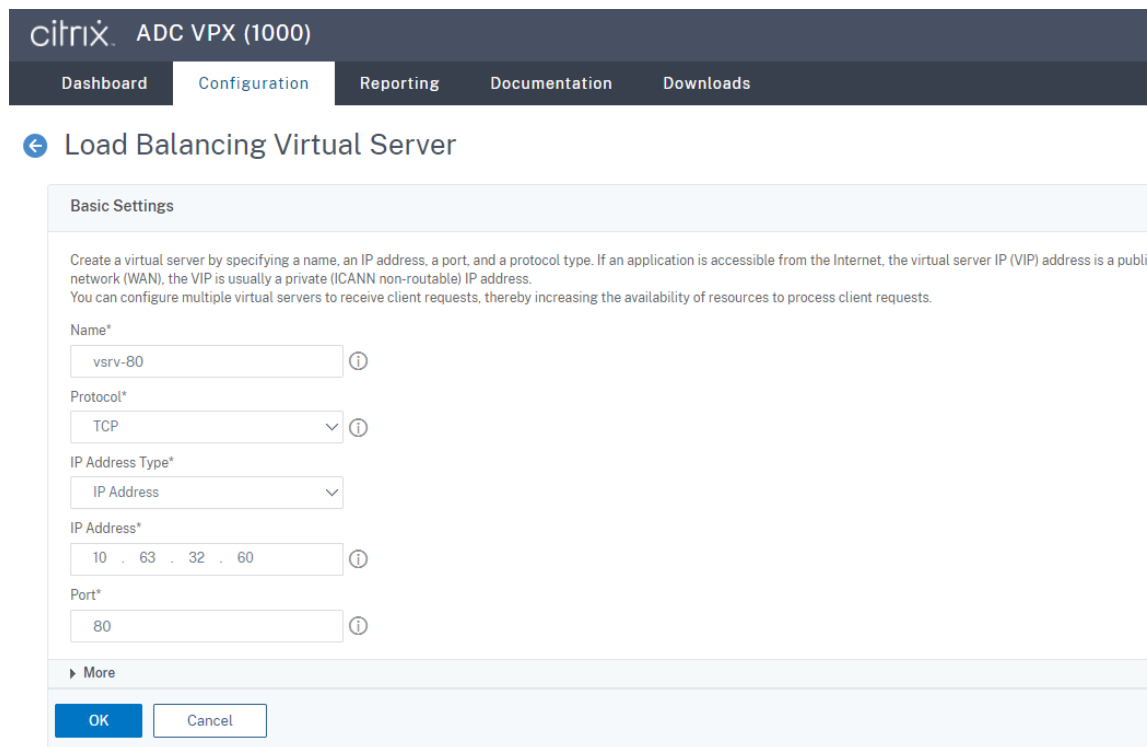 citrix. ADC VPX (1000)
Dashboard Configuration Reporting Documentation Downloads
Load Balancing Virtual Server
Basic Settings
Create a virtual server by specifying a name, an IP address, a port, and a protocol type. If an application is accessible from the Internet, the virtual server IP (VIP) address is a publi
network (WAN), the VIP is usually a private (ICANN non-routable) IP address.
You can configure multiple virtual servers to receive client requests, thereby increasing the availability of resources to process client requests.
Name*
vsrv-80
Protocol*
TCP
IP Address Type*
IP Address
IP Address*
10 . 63 . 32 . 60
Port*
80
More
OK Cancel